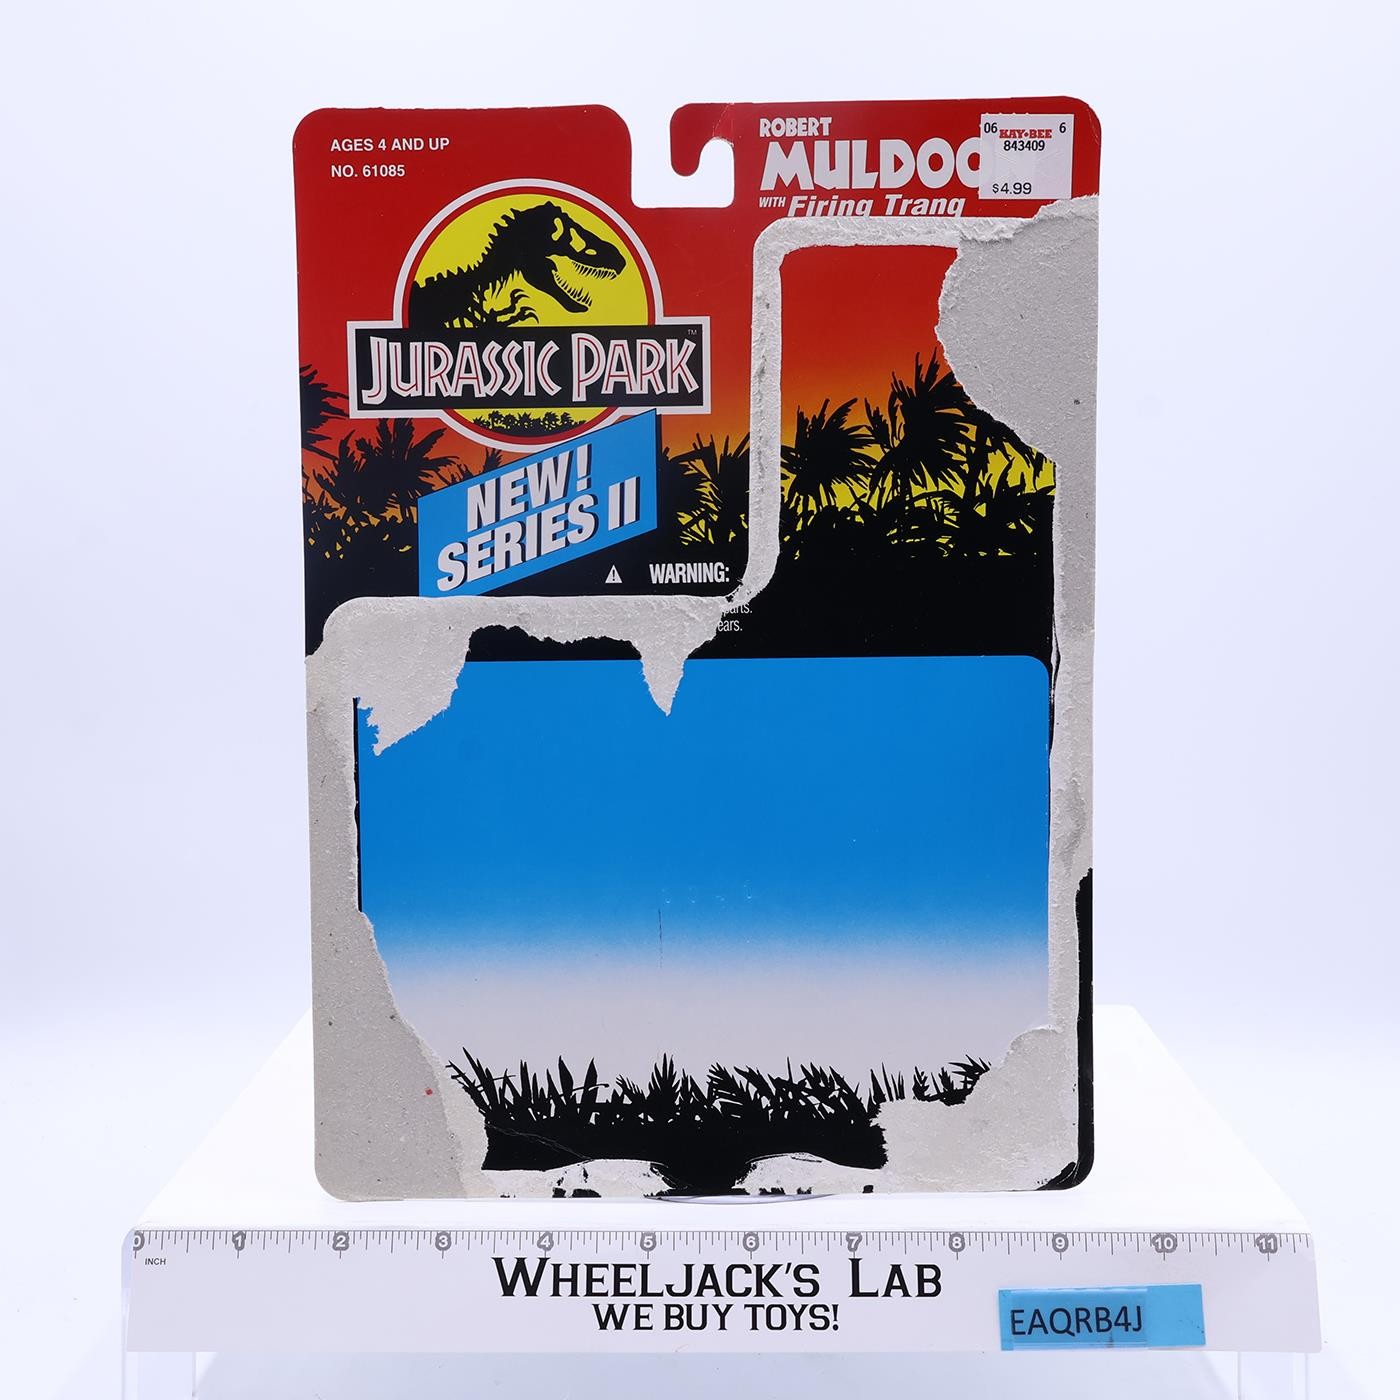 AGES 4 AND UP
NO. 61085
ROBERT
MULDOO
WITH Firing Tranq
06 KAY•BEE 6
843409
$4.99
JURASSIC PARK
TM
NEW!
SERIES II
⚠ WARNING:
parts.
ears.
0 1 2 3 4 5 6 7 8 9 10 11
INCH
WHEELJACK'S LAB
WE BUY TOYS!
EAQRB4J